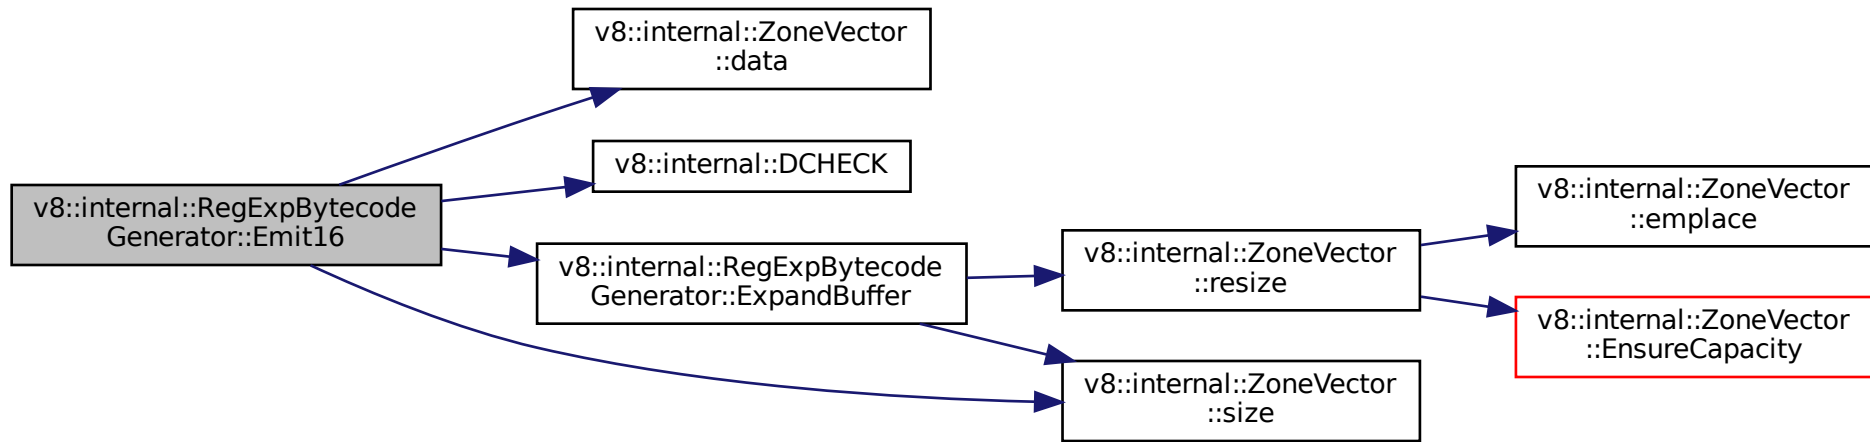 v8::internal::RegExpBytecode
Generator::Emit16
v8::internal::ZoneVector
::data
v8::internal::DCHECK
v8::internal::RegExpBytecode
Generator::ExpandBuffer
v8::internal::ZoneVector
::resize
v8::internal::ZoneVector
::size
v8::internal::ZoneVector
::emplace
v8::internal::ZoneVector
::EnsureCapacity